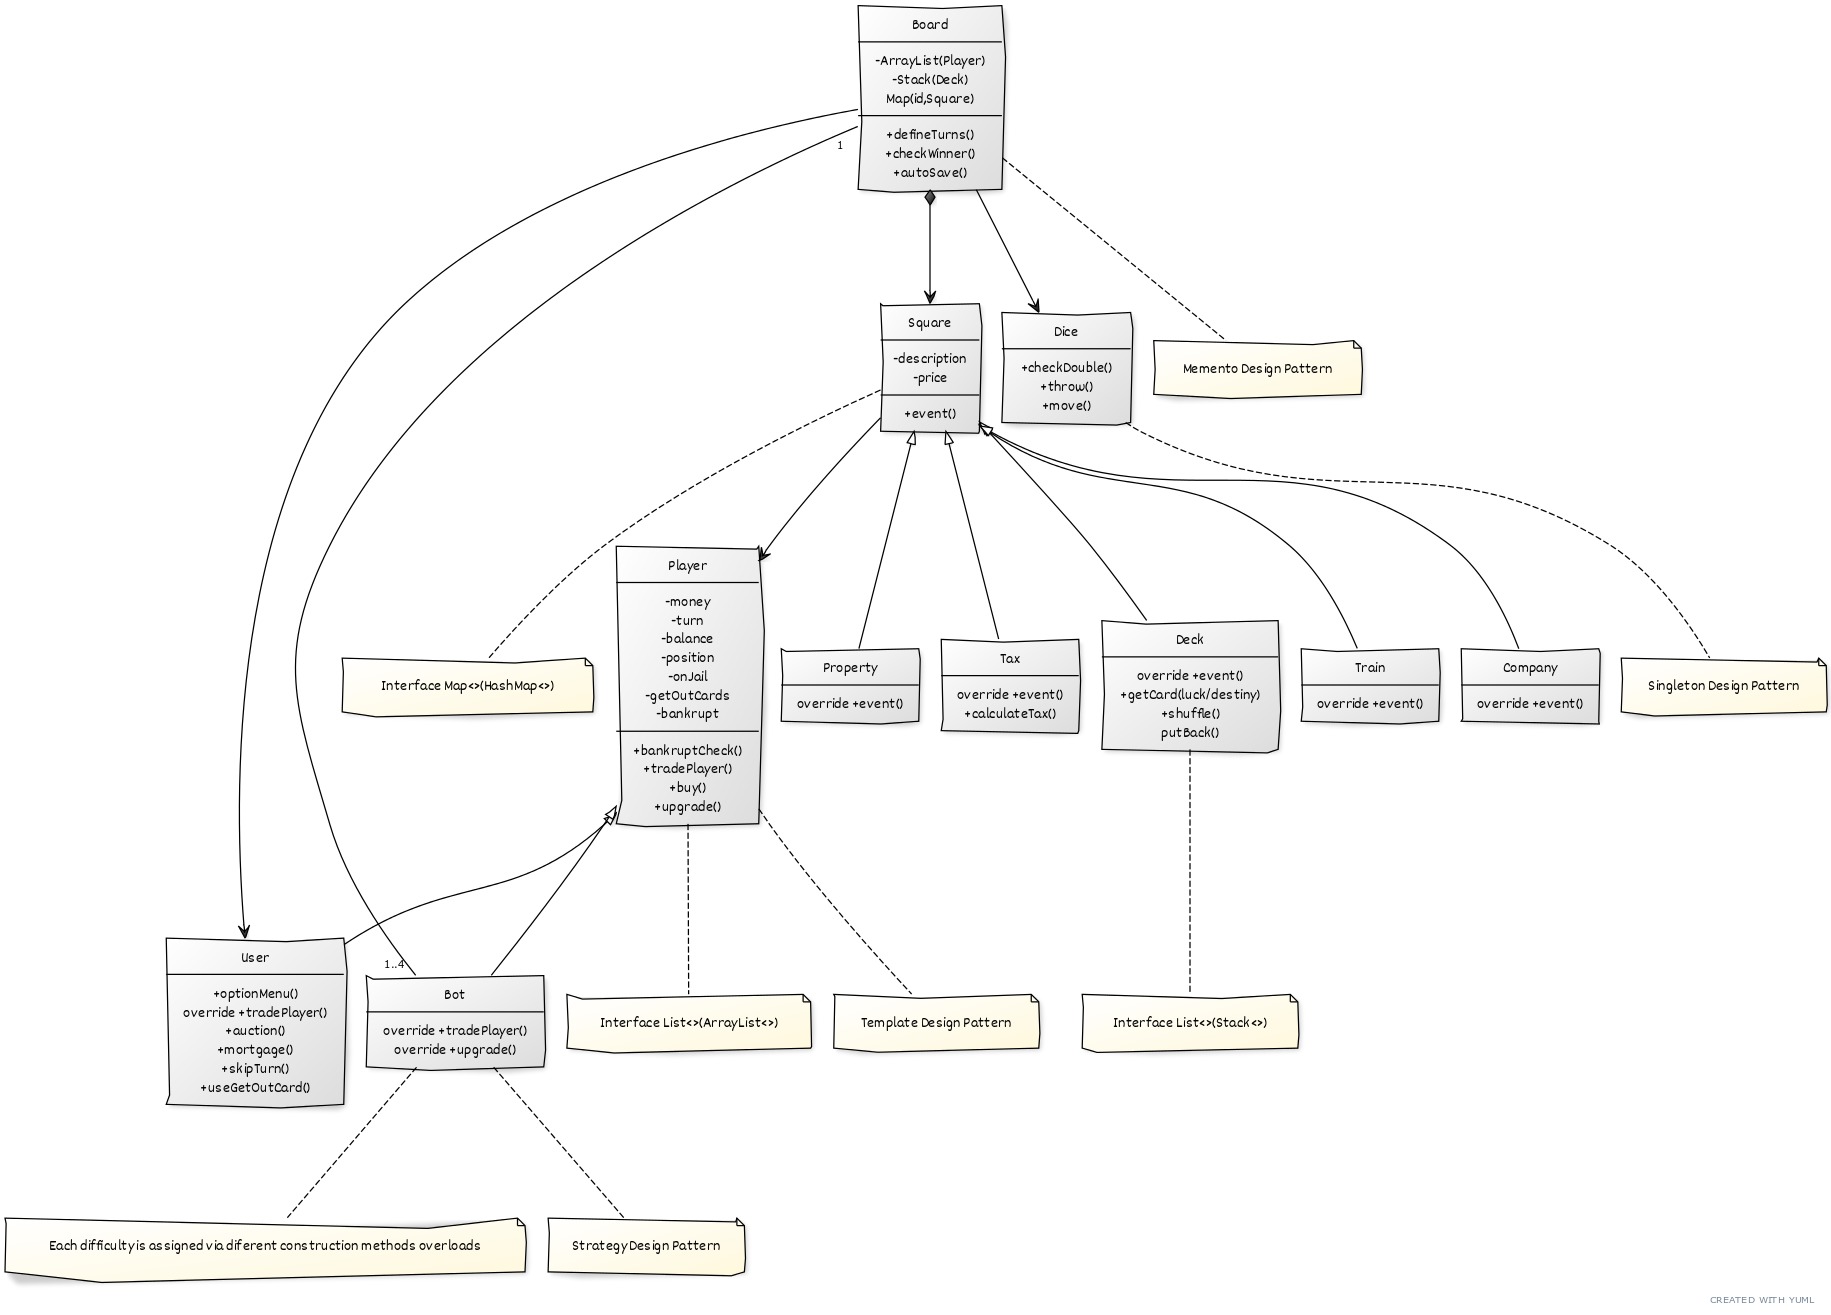 Board
-ArrayList(Player)
-Stack(Deck)
Map(id,Square)
+defineTurns()
+checkWinner()
+autoSave()
1
Square
-description
-price
+event()
Dice
+checkDouble()
+throw()
+move()
Memento Design Pattern
Player
-money
-turn
-balance
-position
-onJail
-getOutCards
-bankrupt
+bankruptCheck()
+tradePlayer()
+buy()
+upgrade()
Interface Map<>(HashMap<>)
Property
override +event()
Tax
override +event()
+calculateTax()
Deck
override +event()
+getCard(luck/destiny)
+shuffle()
putBack()
Train
override +event()
Company
override +event()
Singleton Design Pattern
User
+optionMenu()
override +tradePlayer()
+auction()
+mortgage()
+skipTurn()
+useGetOutCard()
1..4
Bot
override +tradePlayer()
override +upgrade()
Interface List<>(ArrayList<>)
Template Design Pattern
Interface List<>(Stack<>)
Each difficulty is assigned via diferent construction methods overloads
Strategy Design Pattern
CREATED WITH YUML